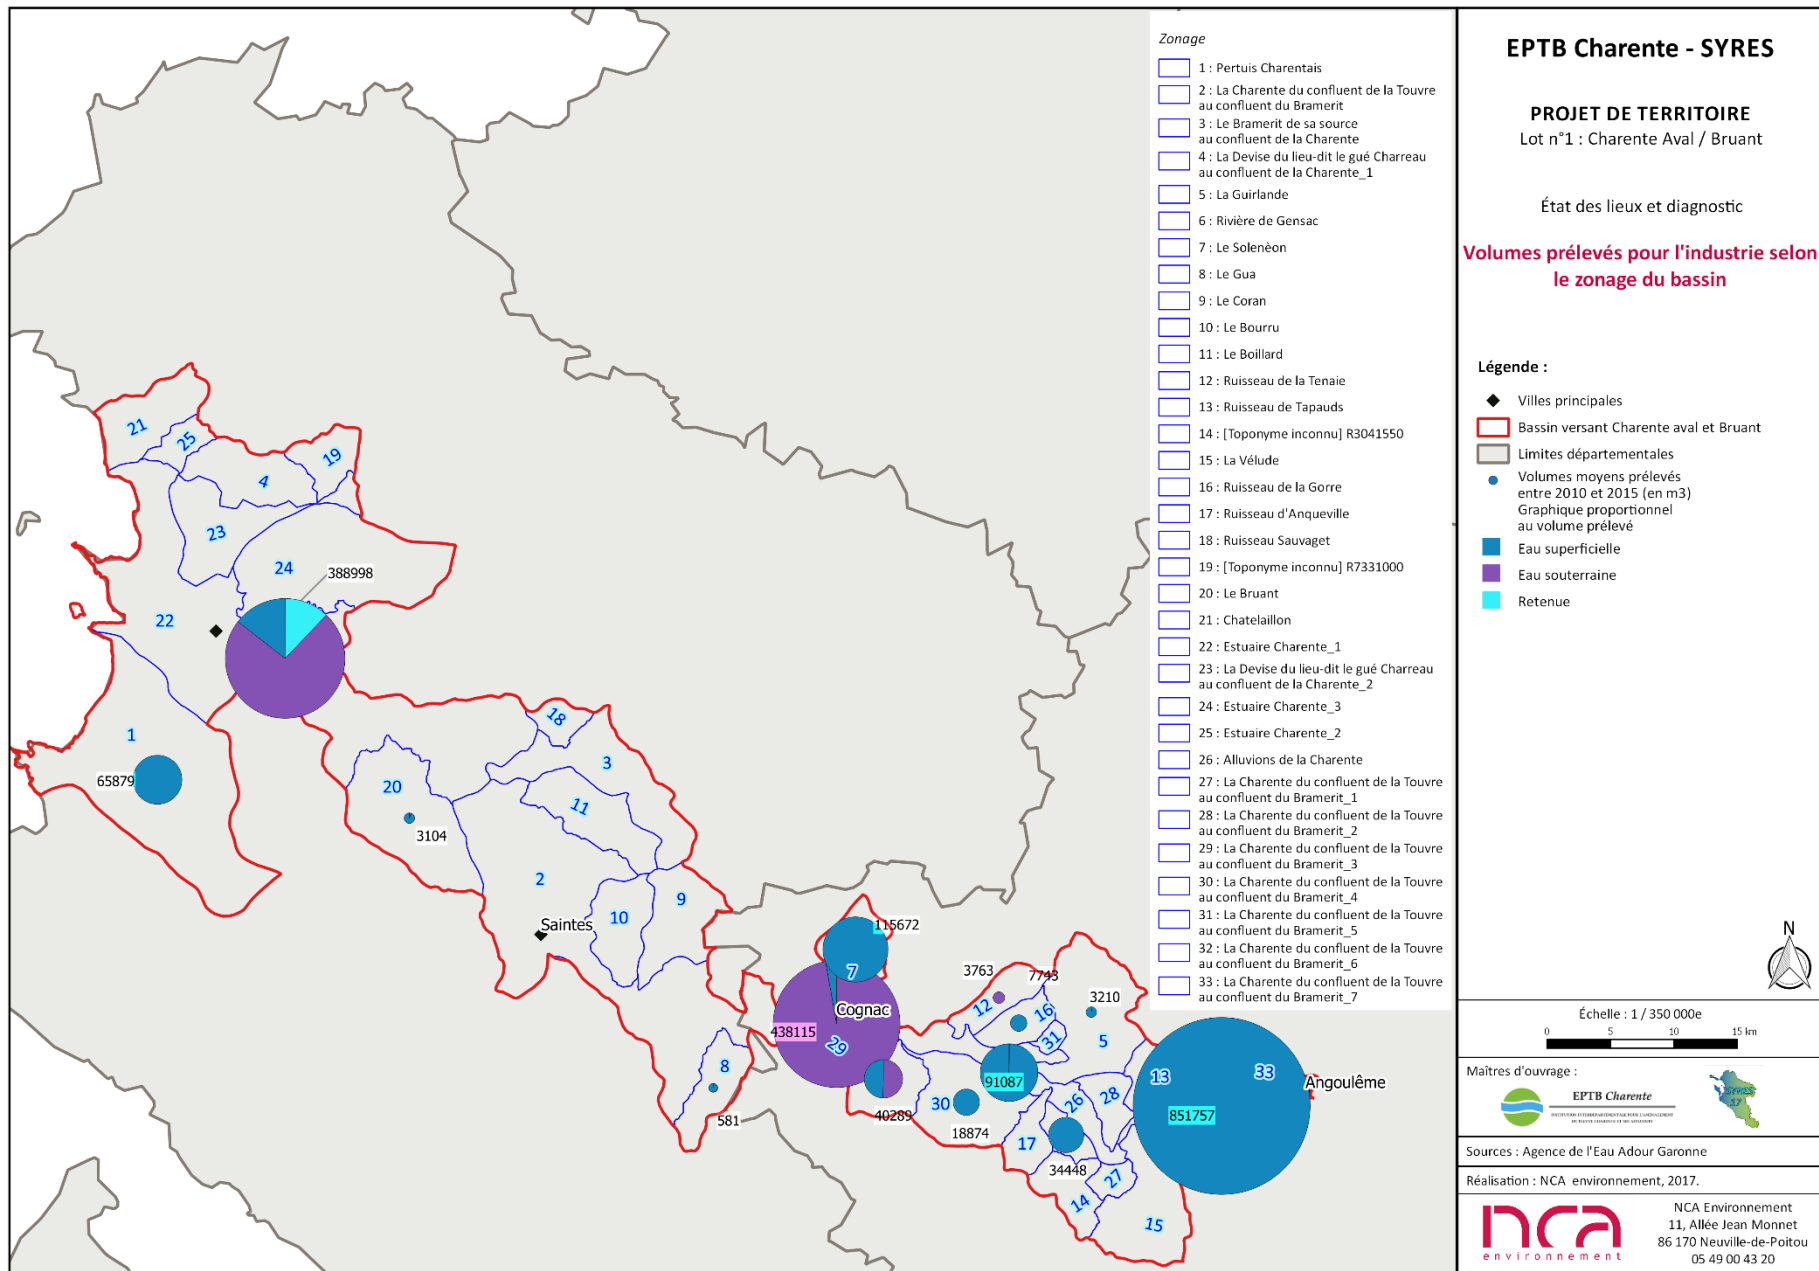 Zonage
1 : Pertuis Charentais
2 : La Charente du confluent de la Touvre
au confluent du Bramerit
3 : Le Bramerit de sa source
au confluent de la Charente
4 : La Devise du lieu-dit le gué Charreau
au confluent de la Charente_1
5 : La Guirlande
6 : Rivière de Gensac
7 : Le Solenèon
8 : Le Gua
9 : Le Coran
10 : Le Bourru
11 : Le Boillard
12 : Ruisseau de la Tenaie
13 : Ruisseau de Tapauds
14 : [Toponyme inconnu] R3041550
15 : La Vélude
16 : Ruisseau de la Gorre
17 : Ruisseau d'Anqueville
18 : Ruisseau Sauvaget
19 : [Toponyme inconnu] R7331000
20 : Le Bruant
21 : Chatelaillon
22 : Estuaire Charente_1
23 : La Devise du lieu-dit le gué Charreau
au confluent de la Charente_2
24 : Estuaire Charente_3
25 : Estuaire Charente_2
26 : Alluvions de la Charente
27 : La Charente du confluent de la Touvre
au confluent du Bramerit_1
28 : La Charente du confluent de la Touvre
au confluent du Bramerit_2
29 : La Charente du confluent de la Touvre
au confluent du Bramerit_3
30 : La Charente du confluent de la Touvre
au confluent du Bramerit_4
31 : La Charente du confluent de la Touvre
au confluent du Bramerit_5
32 : La Charente du confluent de la Touvre
au confluent du Bramerit_6
33 : La Charente du confluent de la Touvre
au confluent du Bramerit_7
21
25
19
4
23
24
388998
22
1
65879
18
3
20
11
3104
2
9
10
Saintes
115672
7
Cognac
438115
29
3763
7743
12
16
3210
31
5
8
581
40289
30
91087
18874
26
28
13
33
Angoulême
851757
17
34448
27
14
15
EPTB Charente - SYRES
PROJET DE TERRITOIRE
Lot n°1 : Charente Aval / Bruant
État des lieux et diagnostic
Volumes prélevés pour l'industrie selon
le zonage du bassin
Légende :
Villes principales
Bassin versant Charente aval et Bruant
Limites départementales
Volumes moyens prélevés
entre 2010 et 2015 (en m3)
Graphique proportionnel
au volume prélevé
Eau superficielle
Eau souterraine
Retenue
N
Échelle : 1 / 350 000e
0 5 10 15 km
Maîtres d'ouvrage :
EPTB Charente
INSTITUTION INTERDEPARTEMENTALE POUR L'AMENAGEMENT
DU FLEUVE CHARENTE ET SES AFFLUENTS
SYRES
17
Sources : Agence de l'Eau Adour Garonne
Réalisation : NCA environnement, 2017.
nca
environnement
NCA Environnement
11, Allée Jean Monnet
86 170 Neuville-de-Poitou
05 49 00 43 20